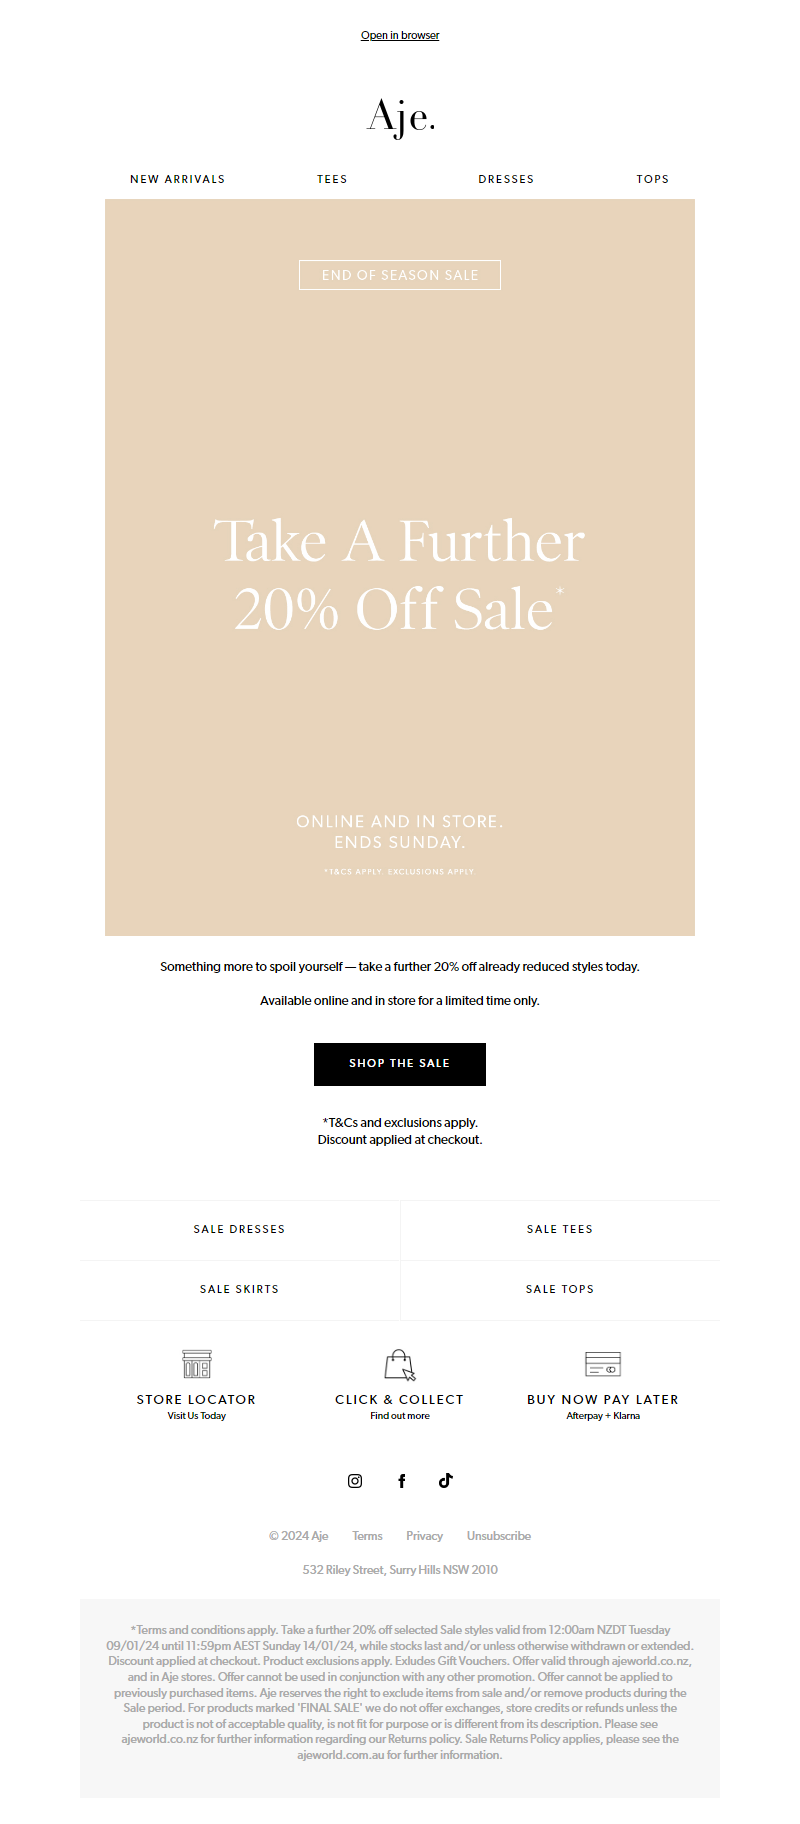 Open in browser
Aje.
NEW ARRIVALS TEES DRESSES TOPS
END OF SEASON SALE
Take A Further
20% Off Sale*
ONLINE AND IN STORE.
ENDS SUNDAY.
*T&CS APPLY. EXCLUSIONS APPLY
Something more to spoil yourself — take a further 20% off already reduced styles today.
Available online and in store for a limited time only.
SHOP THE SALE
*T&Cs and exclusions apply.
Discount applied at checkout.
SALE DRESSES SALE TEES
SALE SKIRTS SALE TOPS
STORE LOCATOR CLICK & COLLECT BUY NOW PAY LATER
Visit Us Today Find out more Afterpay + Klarna
© 2024 Aje Terms Privacy Unsubscribe
532 Riley Street, Surry Hills NSW 2010
*Terms and conditions apply. Take a further 20% off selected Sale styles valid from 12:00am NZDT Tuesday
09/01/24 until 11:59pm AEST Sunday 14/01/24, while stocks last and/or unless otherwise withdrawn or extended.
Discount applied at checkout. Product exclusions apply. Exludes Gift Vouchers. Offer valid through ajeworld.co.nz,
and in Aje stores. Offer cannot be used in conjunction with any other promotion. Offer cannot be applied to
previously purchased items. Aje reserves the right to exclude items from sale and/or remove products during the
Sale period. For products marked 'FINAL SALE' we do not offer exchanges, store credits or refunds unless the
product is not of acceptable quality, is not fit for purpose or is different from its description. Please see
ajeworld.co.nz for further information regarding our Returns policy. Sale Returns Policy applies, please see the
ajeworld.com.au for further information.